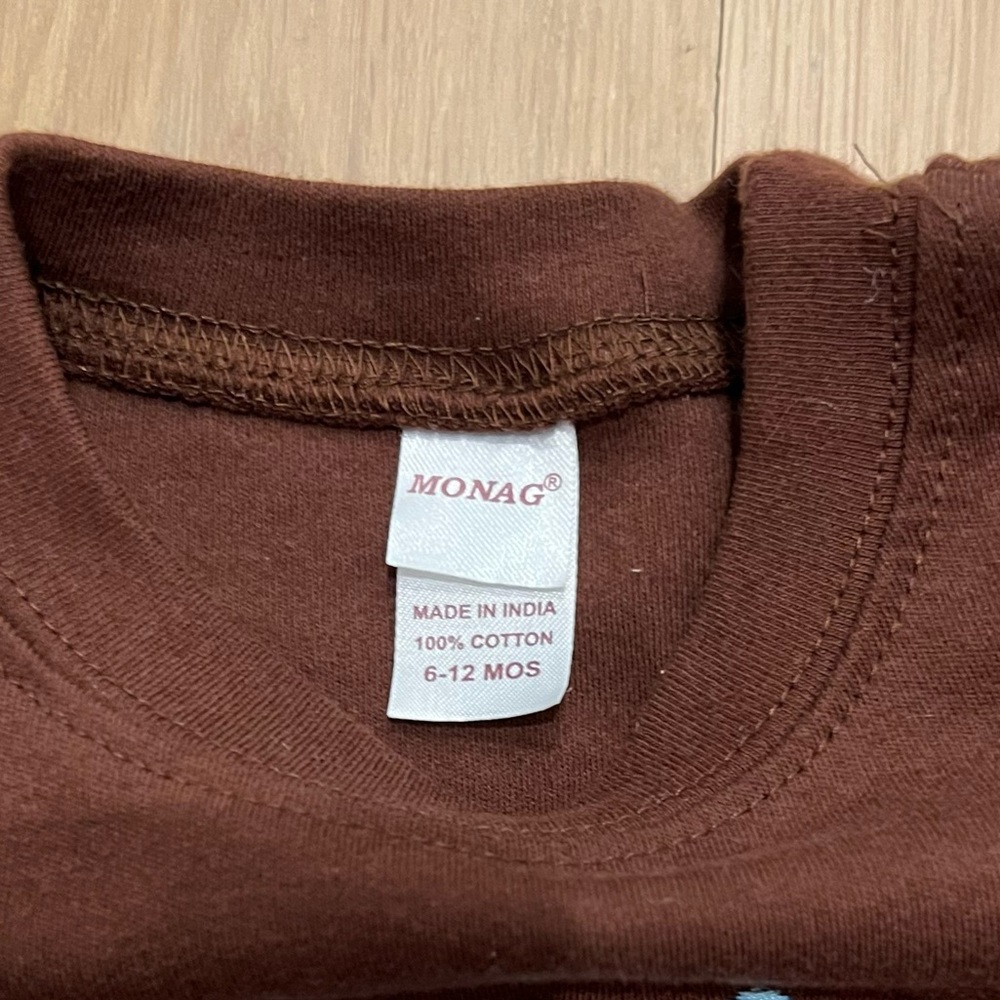 MONAG®
MADE IN INDIA
100% COTTON
6-12 MOS